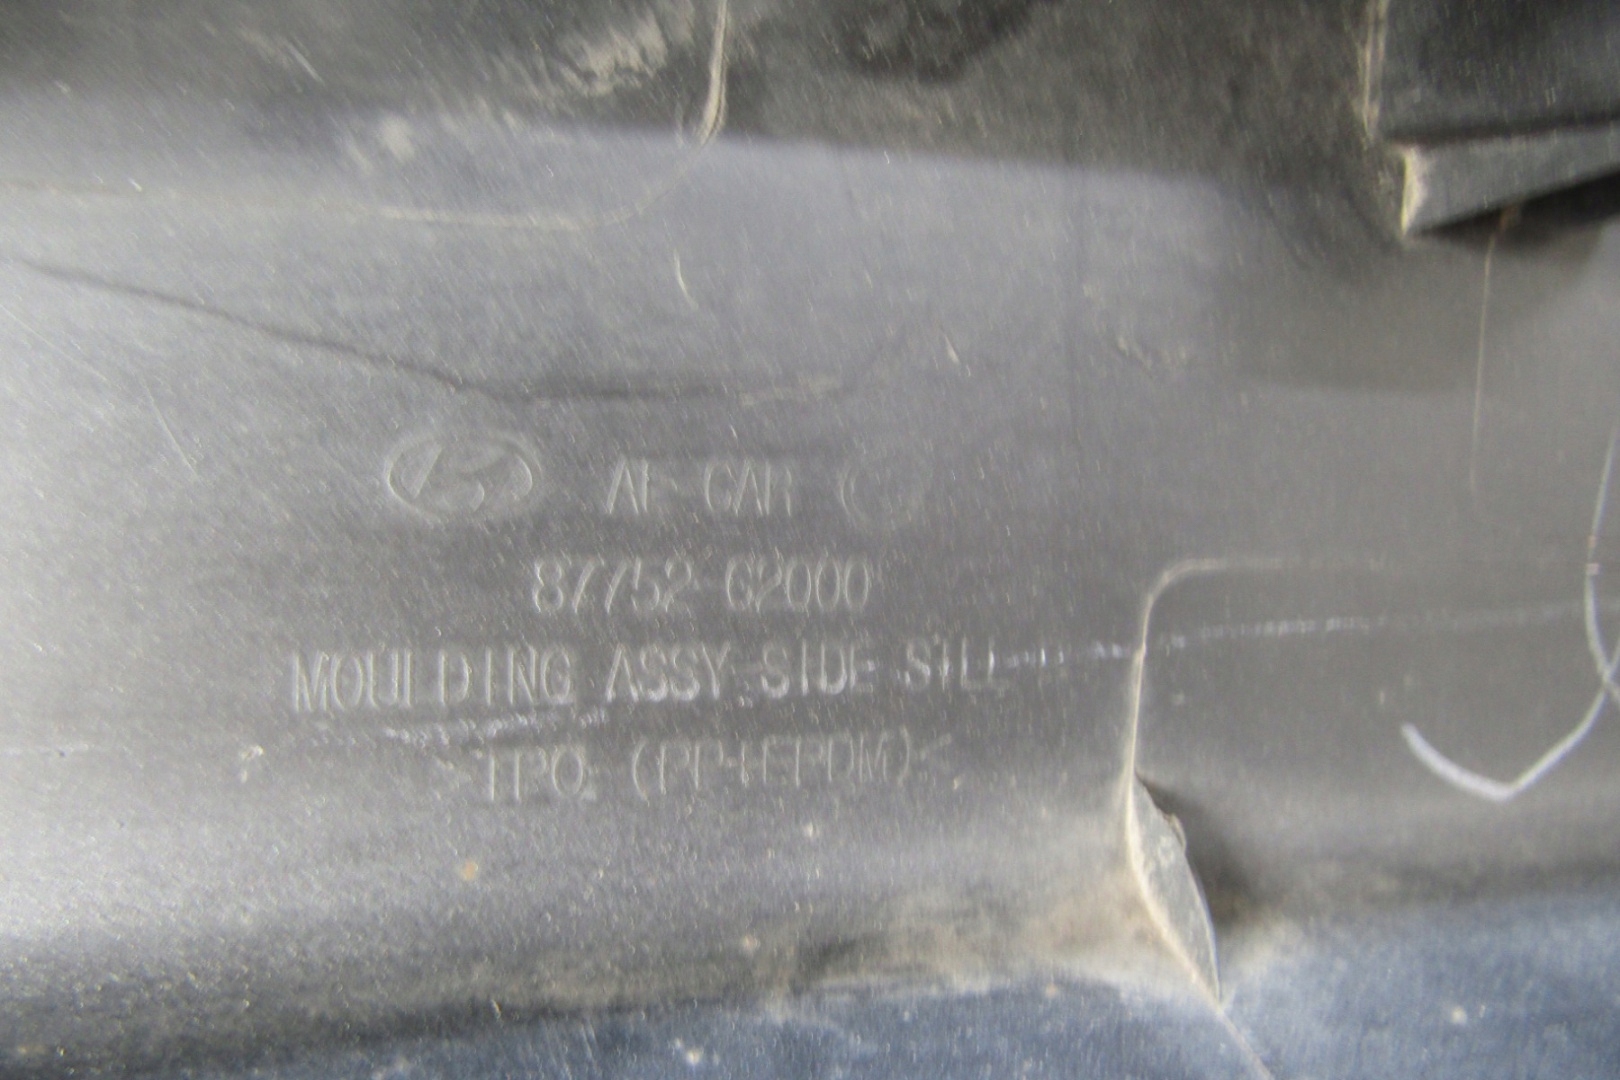 AE CAR
87752-G2000
MOULDING ASSY-SIDE SILL
>TPO, (PP+EPDM)<